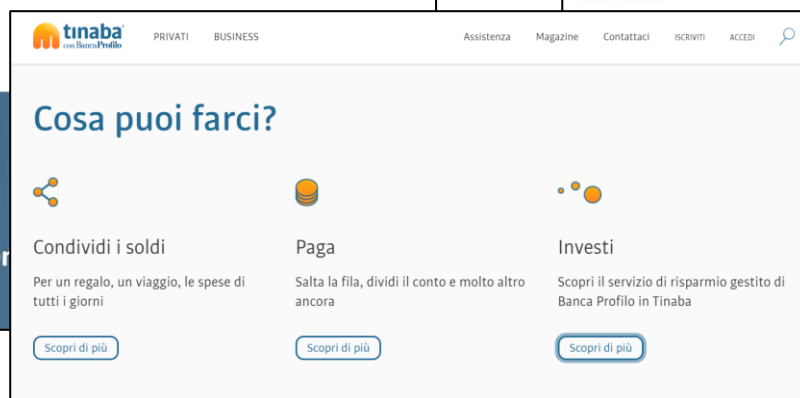 tinaba
con Banca Profilo
PRIVATI BUSINESS Assistenza Magazine Contattaci ISCRIVITI ACCEDI
Cosa puoi farci?
Condividi i soldi
Per un regalo, un viaggio, le spese di
tutti i giorni
Scopri di più
Paga
Salta la fila, dividi il conto e molto altro
ancora
Scopri di più
Investi
Scopri il servizio di risparmio gestito di
Banca Profilo in Tinaba
Scopri di più